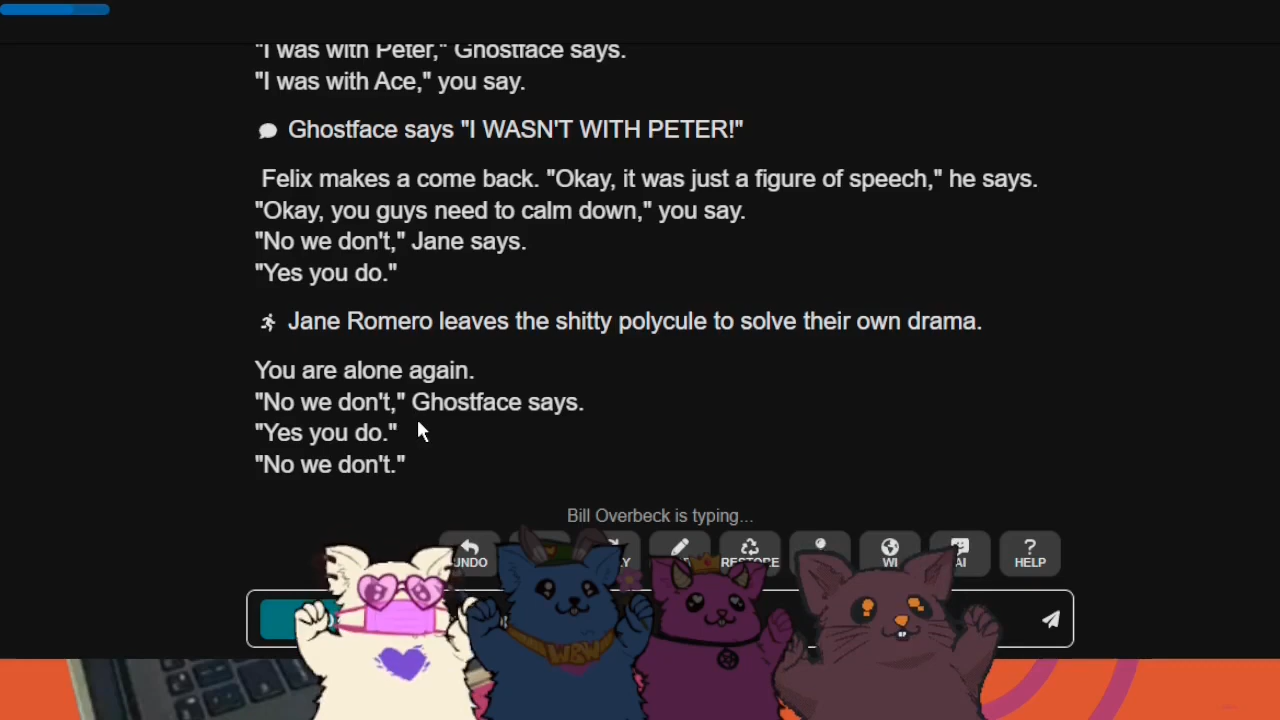 "I was with Peter," Ghostface says.
"I was with Ace," you say.
Ghostface says "I WASN'T WITH PETER!"
Felix makes a come back. "Okay, it was just a figure of speech," he says.
"Okay, you guys need to calm down," you say.
"No we don't," Jane says.
"Yes you do."
Jane Romero leaves the shitty polycule to solve their own drama.
You are alone again.
"No we don't," Ghostface says.
"Yes you do."
"No we don't."
Bill Overbeck is typing...
UNDO RESTORE WI AI HELP
WBW